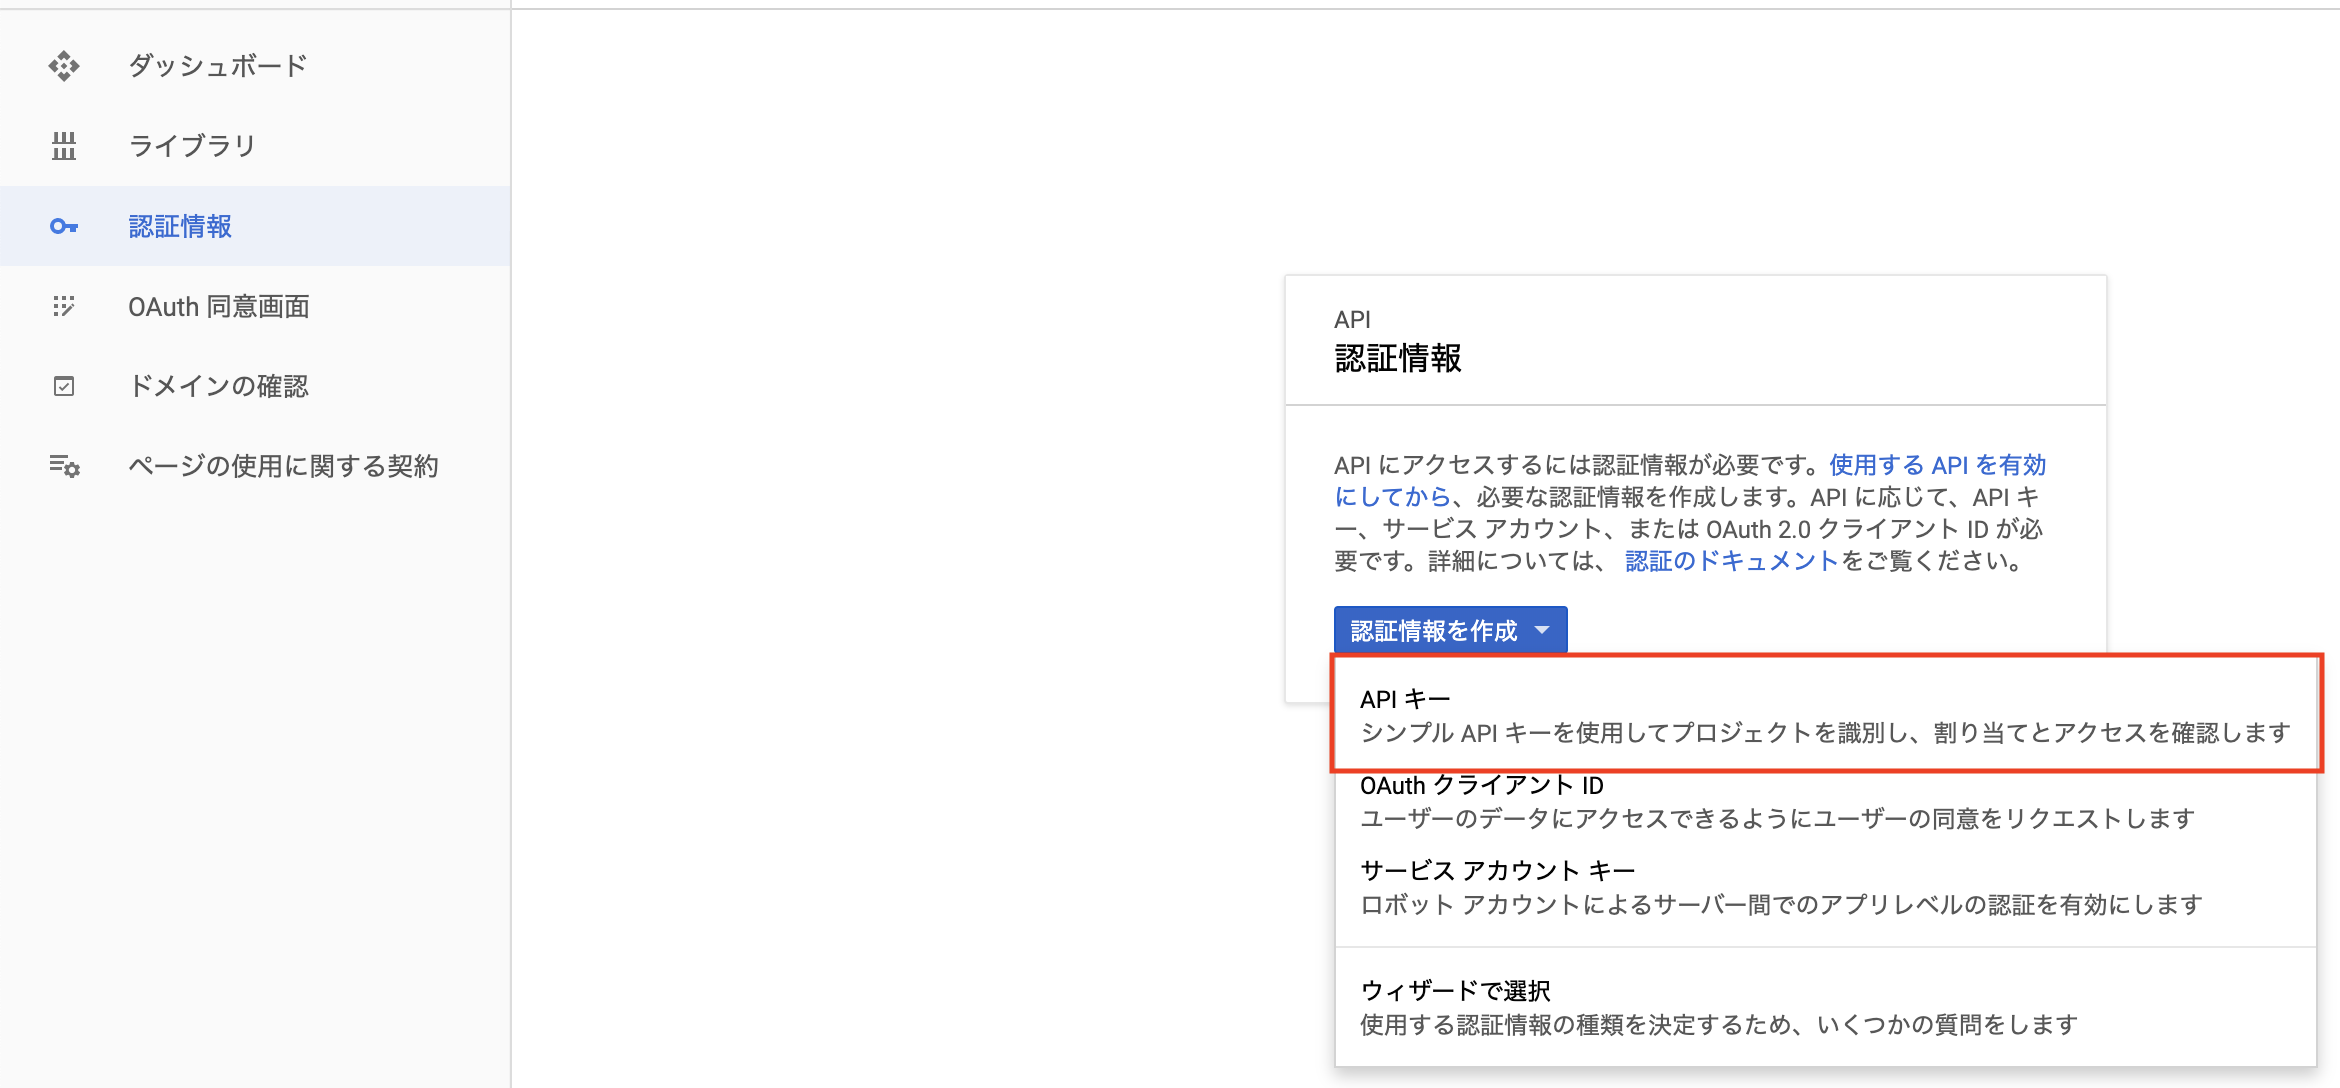 ダッシュボード
ライブラリ
認証情報
OAuth 同意画面
ドメインの確認
ページの使用に関する契約
API
認証情報
API にアクセスするには認証情報が必要です。使用する API を有効
にしてから、必要な認証情報を作成します。API に応じて、API キ
ー、サービス アカウント、または OAuth 2.0 クライアント ID が必
要です。詳細については、 認証のドキュメントをご覧ください。
認証情報を作成
API キー
シンプル API キーを使用してプロジェクトを識別し、割り当てとアクセスを確認します
OAuth クライアント ID
ユーザーのデータにアクセスできるようにユーザーの同意をリクエストします
サービス アカウント キー
ロボット アカウントによるサーバー間でのアプリレベルの認証を有効にします
ウィザードで選択
使用する認証情報の種類を決定するため、いくつかの質問をします